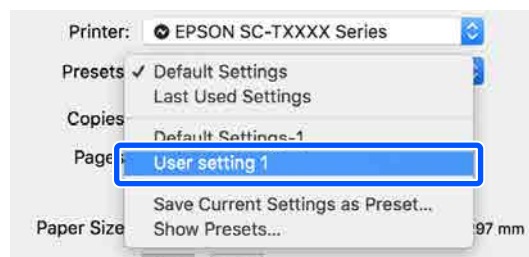 Printer: EPSON SC-TXXXX Series
Presets ✓ Default Settings
Last Used Settings
Copies
Default Settings-1
Pages
User setting 1
Save Current Settings as Preset...
Paper Size
Show Presets...
97 mm